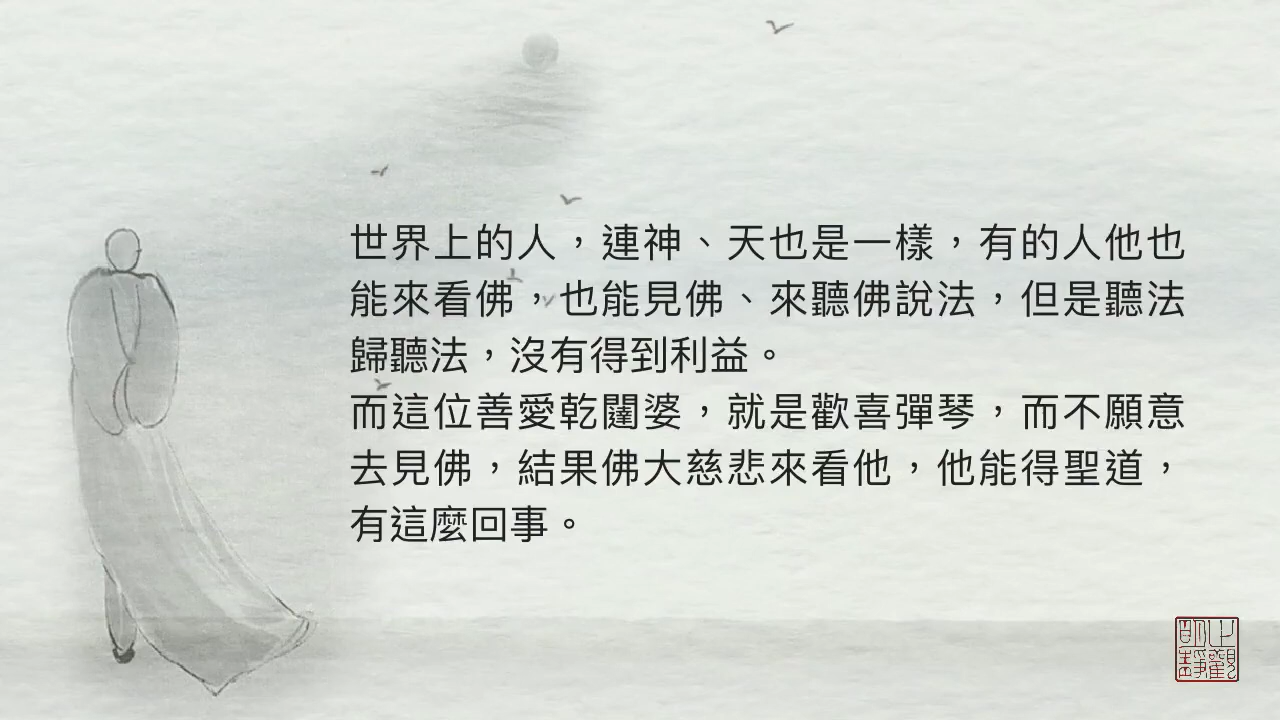 世界上的人，連神、天也是一樣，有的人他也
能來看佛，也能見佛、來聽佛說法，但是聽法
歸聽法，沒有得到利益。
而這位善愛乾闥婆，就是歡喜彈琴，而不願意
去見佛，結果佛大慈悲來看他，他能得聖道，
有這麼回事。